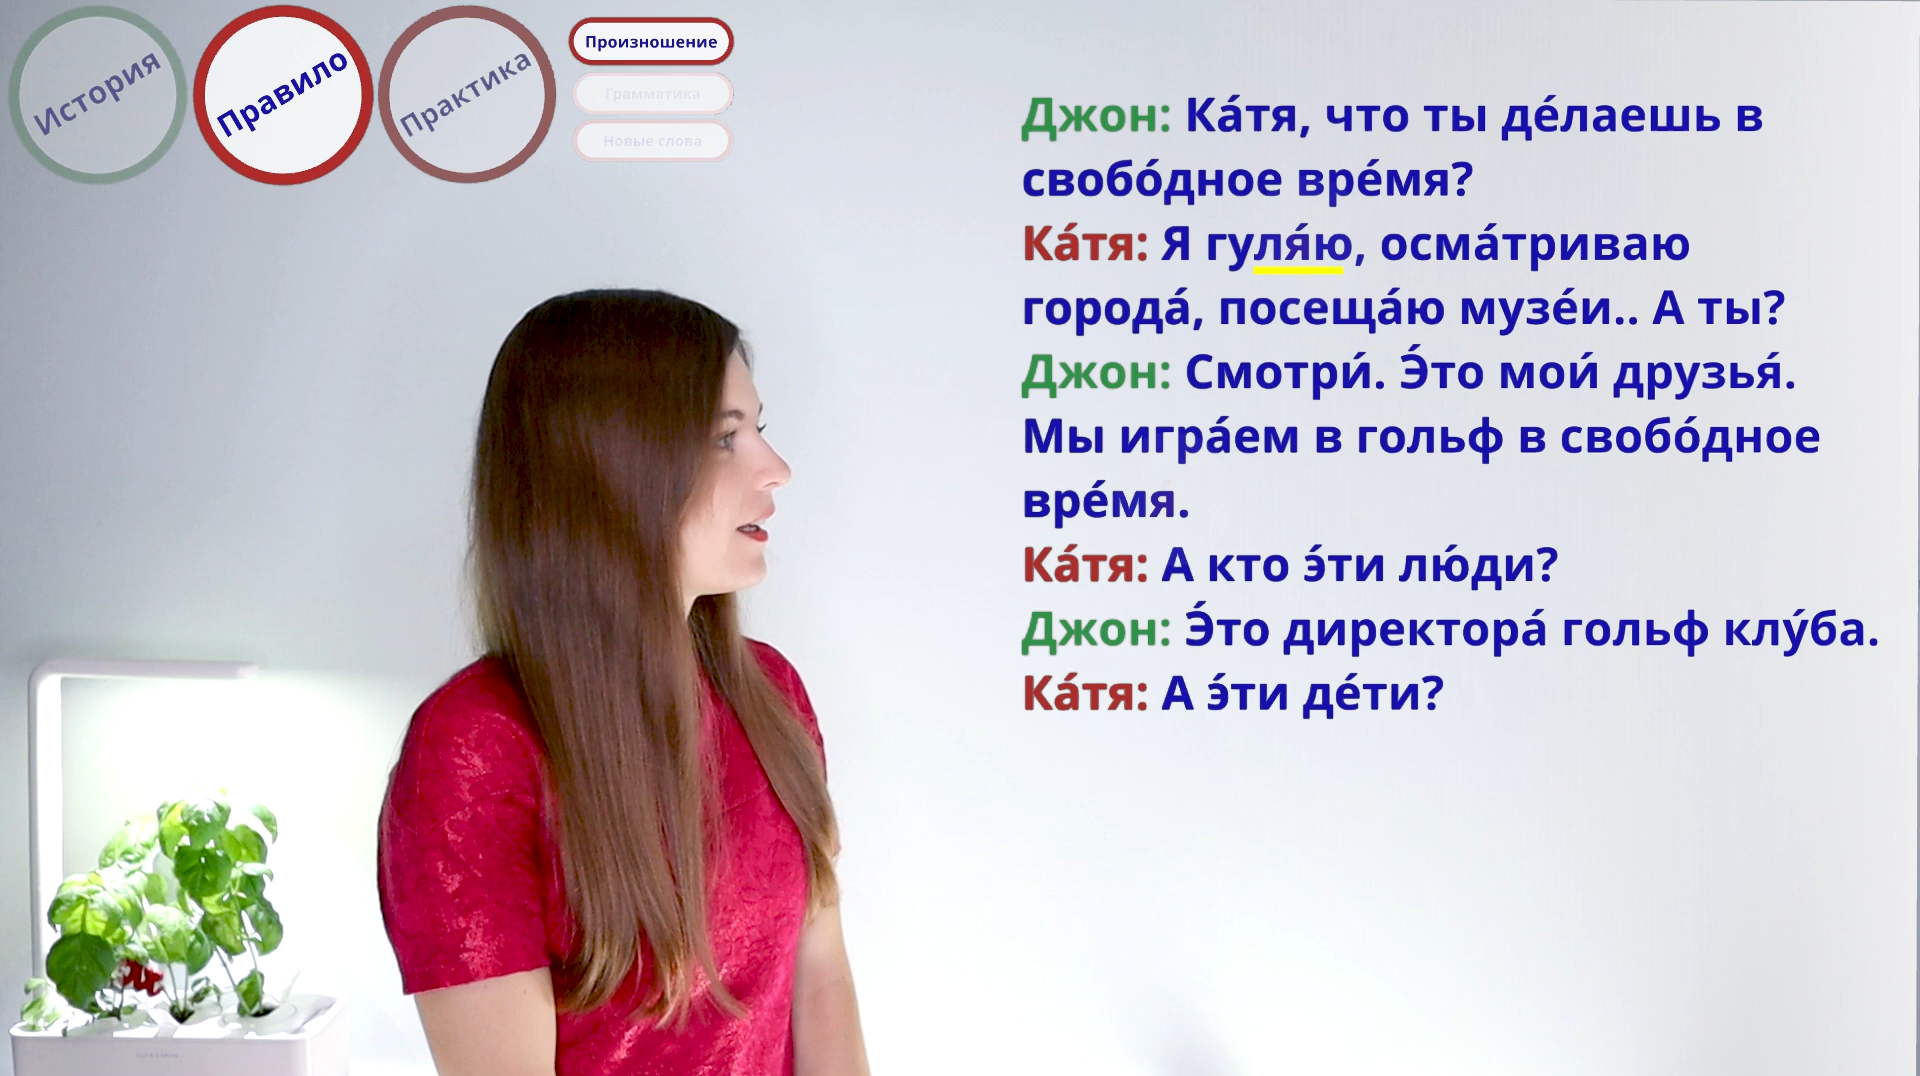 История
Правило
Практика
Произношение
Грамматика
Новые слова
Джон: Ка́тя, что ты де́лаешь в
свобо́дное вре́мя?
Ка́тя: Я гуля́ю, осма́триваю
города́, посеща́ю музе́и.. А ты?
Джон: Смотри́. Э́то мои́ друзья́.
Мы игра́ем в гольф в свобо́дное
вре́мя.
Ка́тя: А кто э́ти лю́ди?
Джон: Э́то директора́ гольф клу́ба.
Ка́тя: А э́ти де́ти?